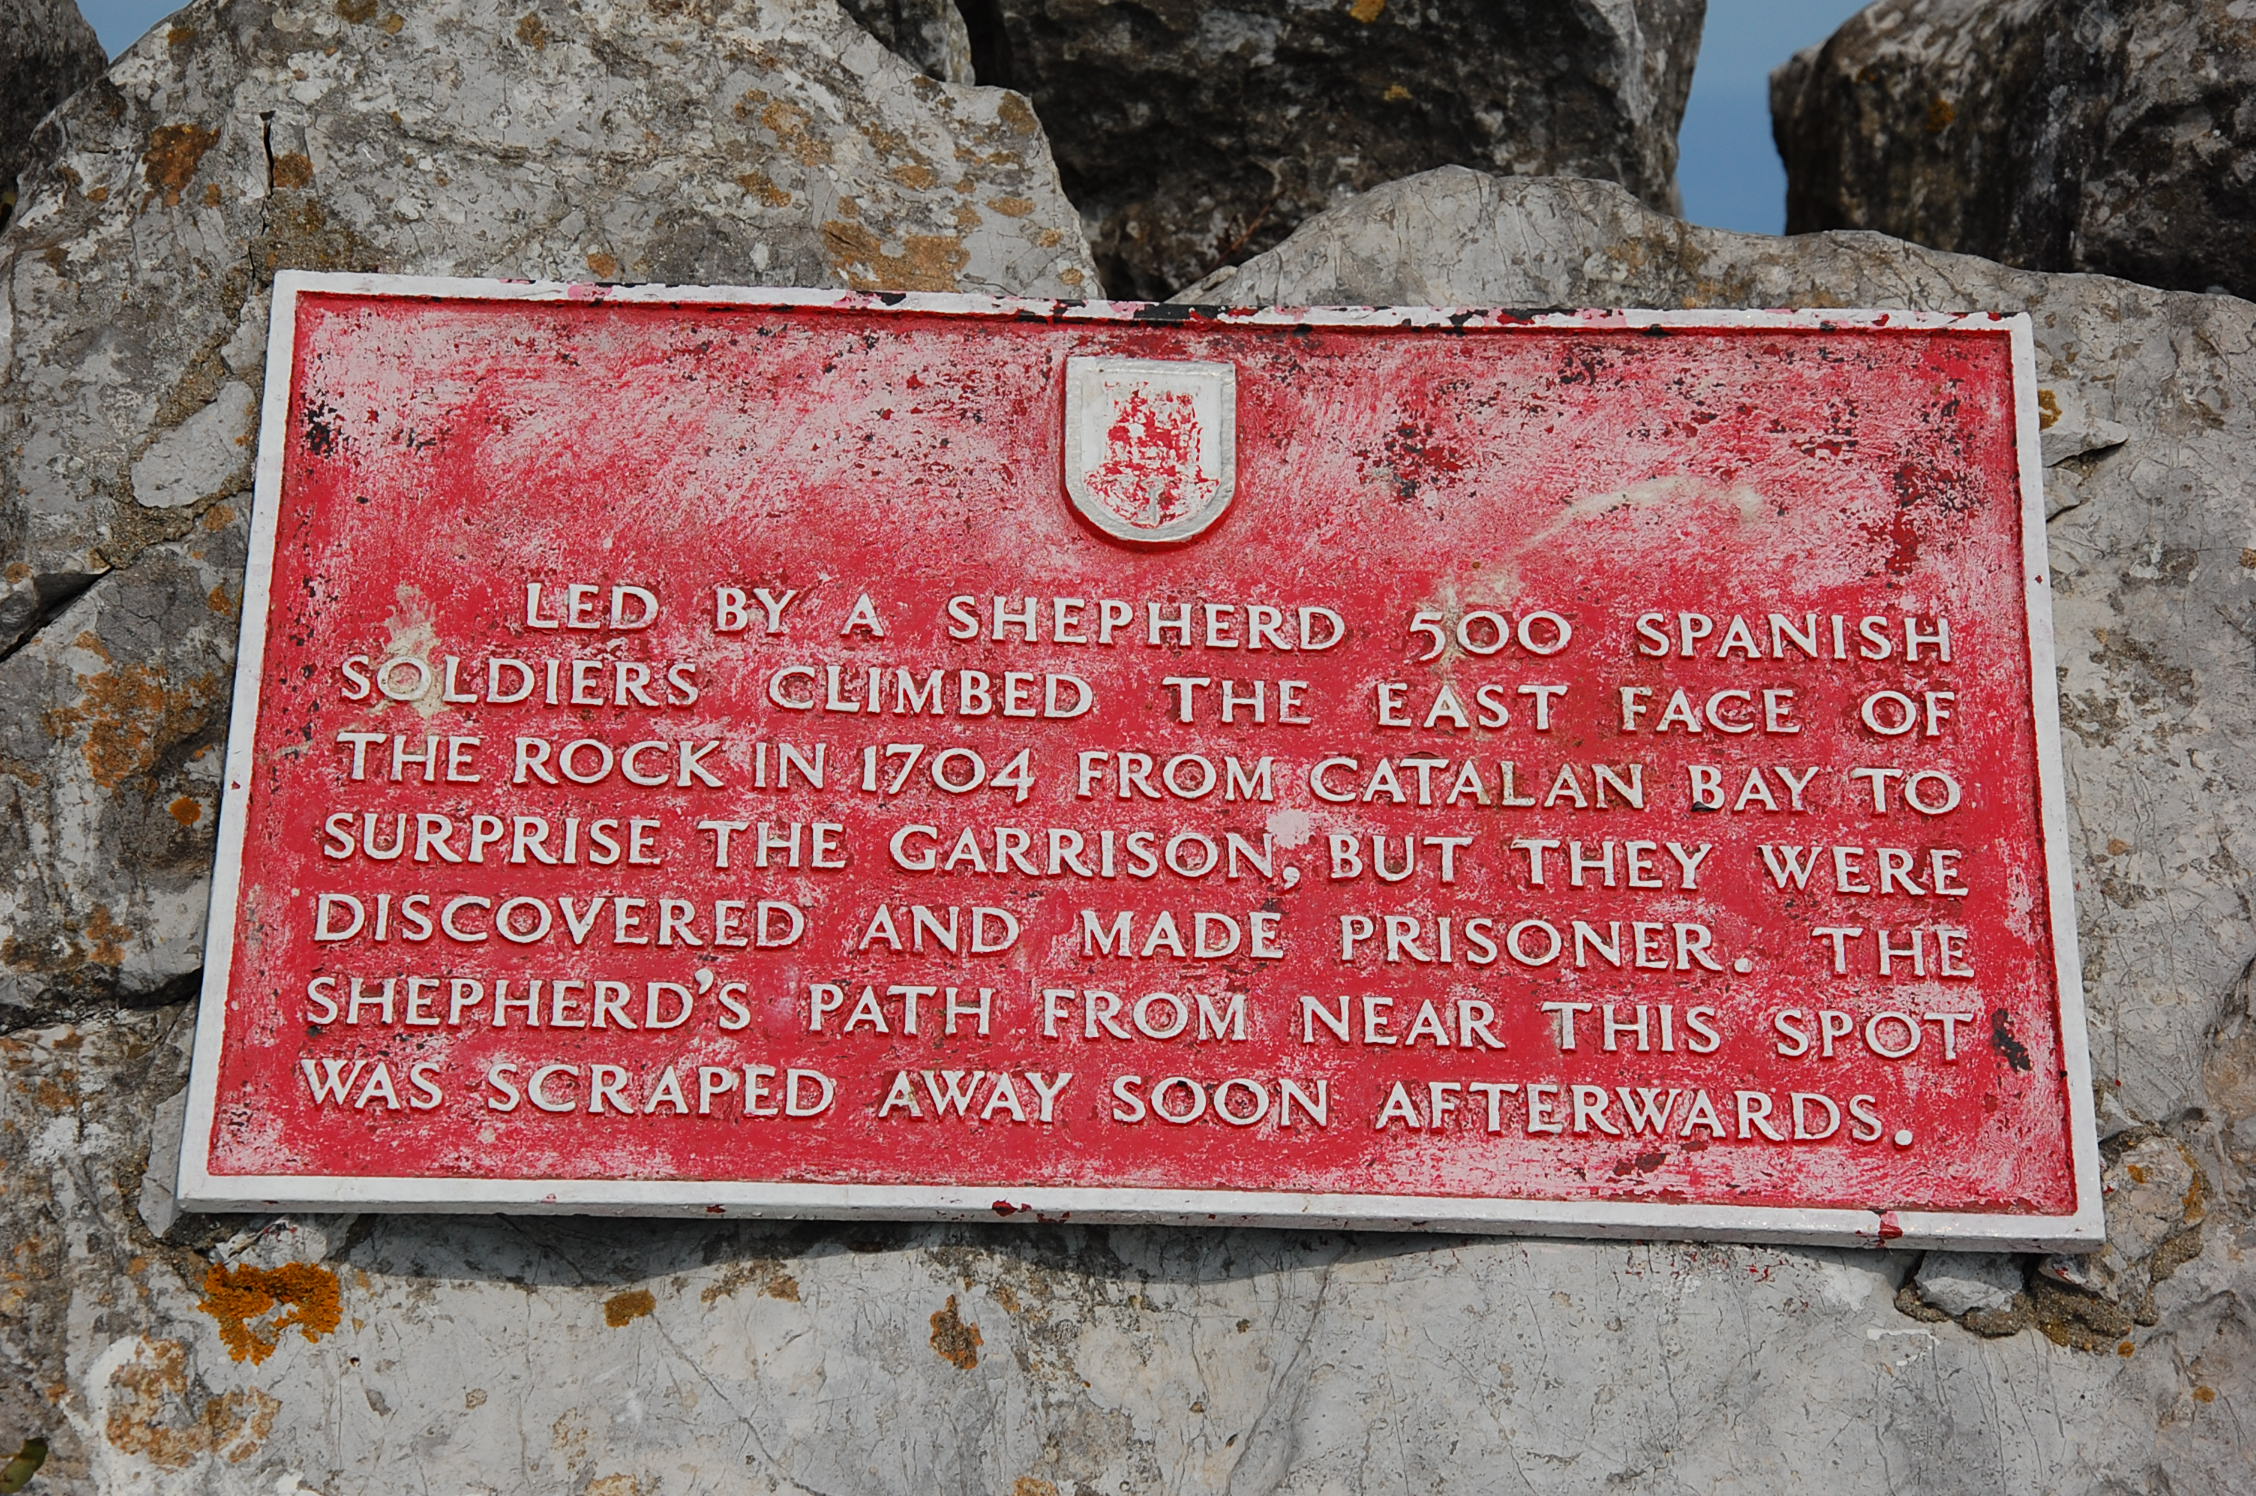 LED BY A SHEPHERD 500 SPANISH
SOLDIERS CLIMBED THE EAST FACE OF
THE ROCK IN 1704 FROM CATALAN BAY TO
SURPRISE THE GARRISON, BUT THEY WERE
DISCOVERED AND MADE PRISONER. THE
SHEPHERD'S PATH FROM NEAR THIS SPOT
WAS SCRAPED AWAY SOON AFTERWARDS.